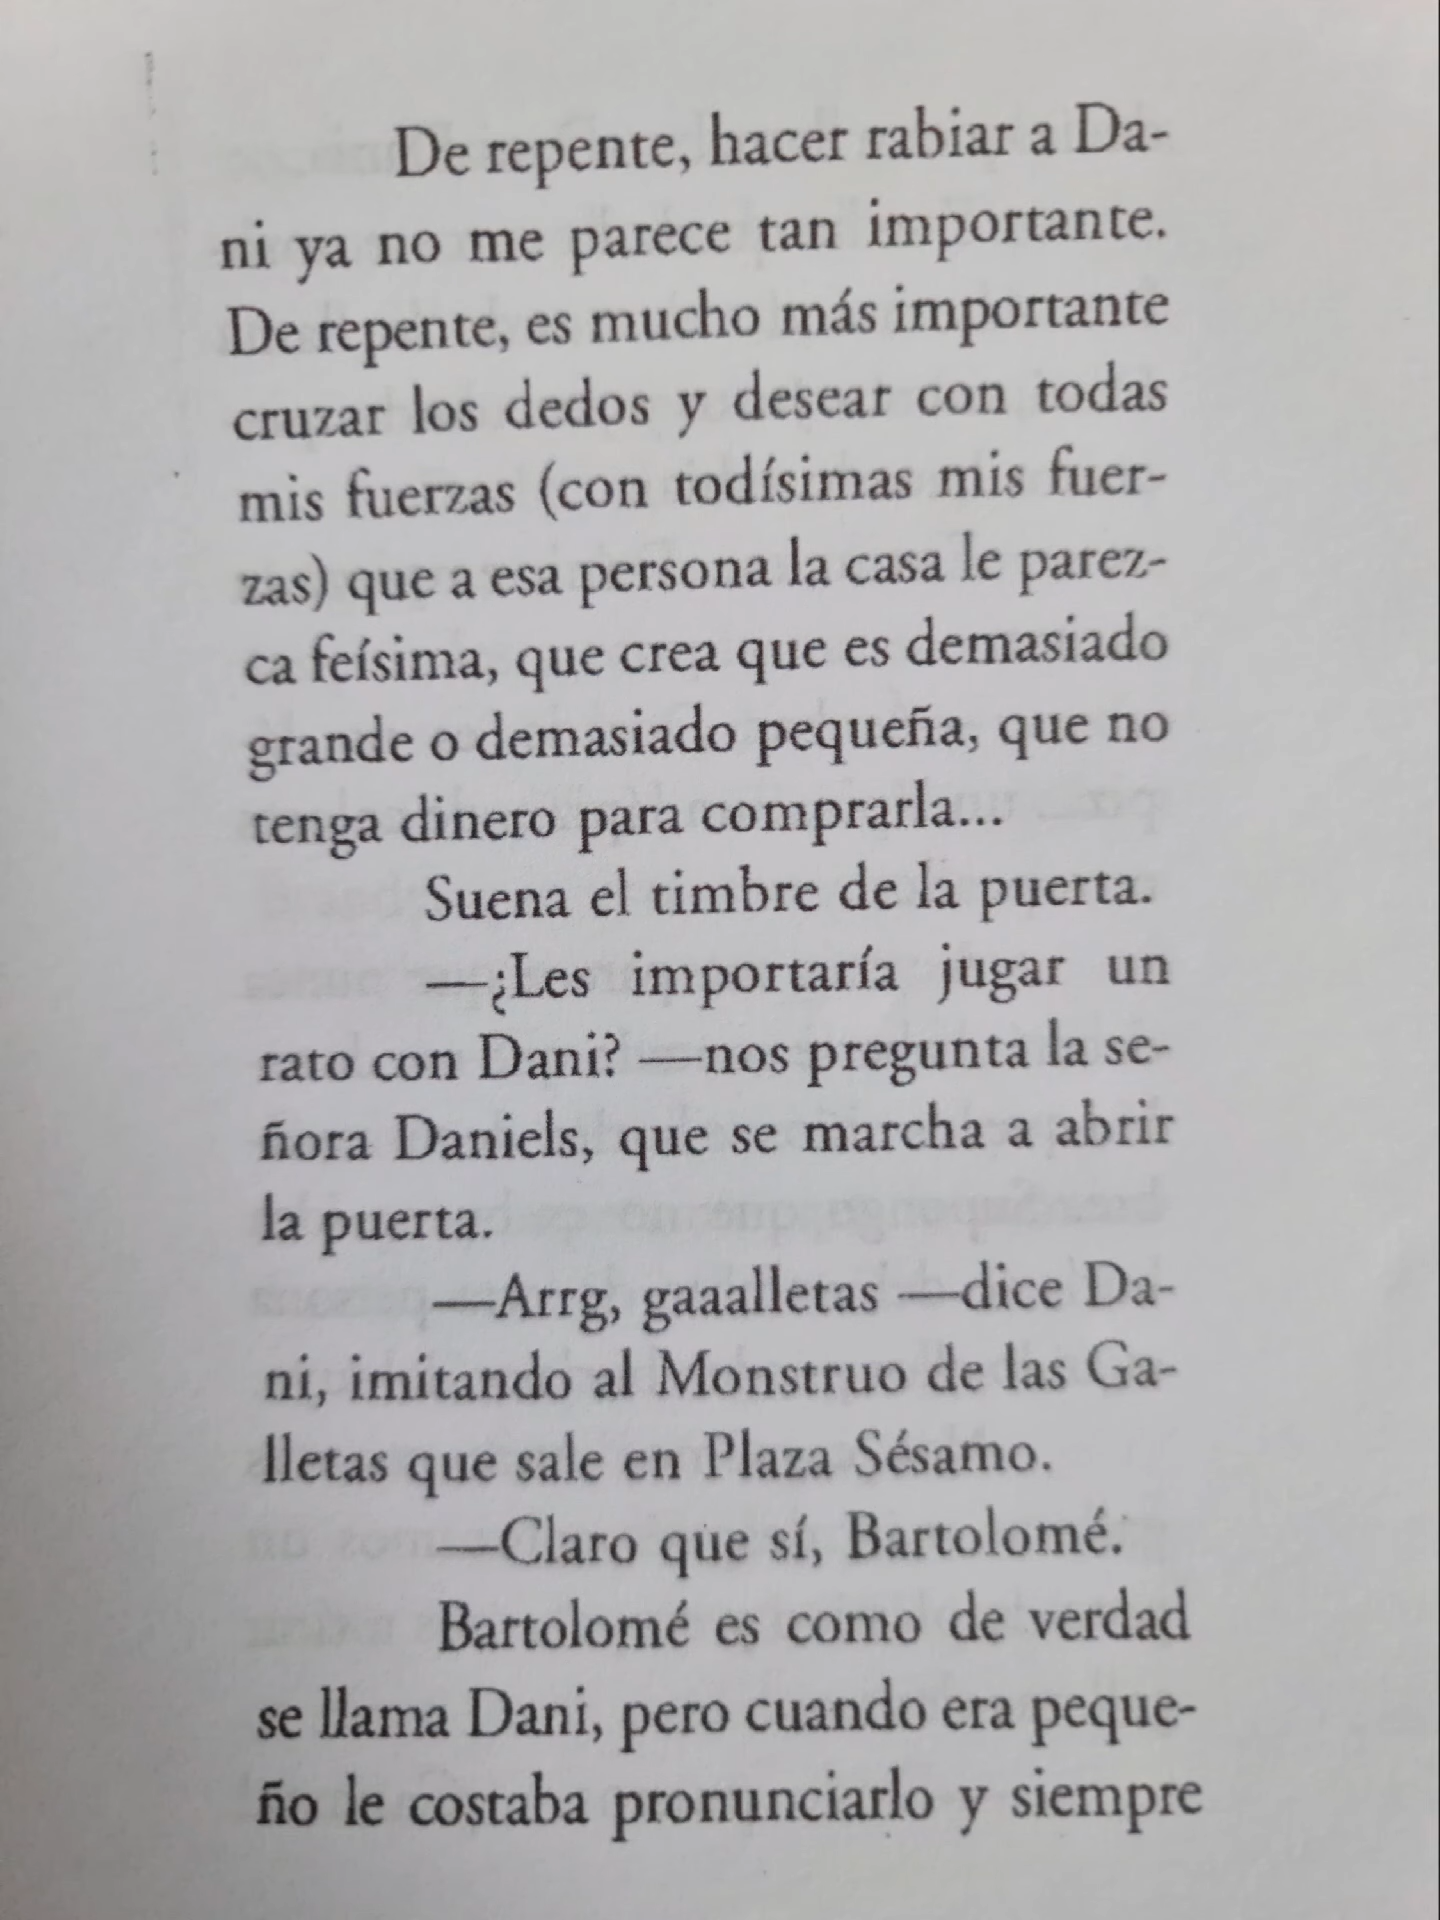 De repente, hacer rabiar a Da-
ni ya no me parece tan importante.
De repente, es mucho más importante
cruzar los dedos y desear con todas
mis fuerzas (con todísimas mis fuer-
zas) que a esa persona la casa le parez-
ca feísima, que crea que es demasiado
grande o demasiado pequeña, que no
tenga dinero para comprarla...
Suena el timbre de la puerta.
—¿Les importaría jugar un
rato con Dani? —nos pregunta la se-
ñora Daniels, que se marcha a abrir
la puerta.
—Arrg, gaaalletas —dice Da-
ni, imitando al Monstruo de las Ga-
lletas que sale en Plaza Sésamo.
—Claro que sí, Bartolomé.
Bartolomé es como de verdad
se llama Dani, pero cuando era peque-
ño le costaba pronunciarlo y siempre